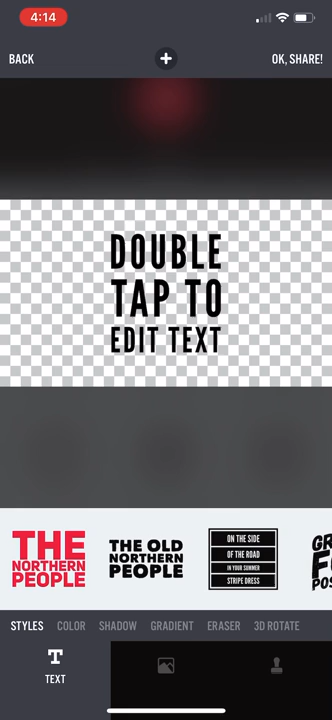 4:14
BACK
OK, SHARE!
DOUBLE
TAP TO
EDIT TEXT
THE
NORTHERN
PEOPLE
THE OLD
NORTHERN
PEOPLE
ON THE SIDE
OF THE ROAD
IN YOUR SUMMER
STRIPE DRESS
STYLES COLOR SHADOW GRADIENT ERASER 3D ROTATE
TEXT